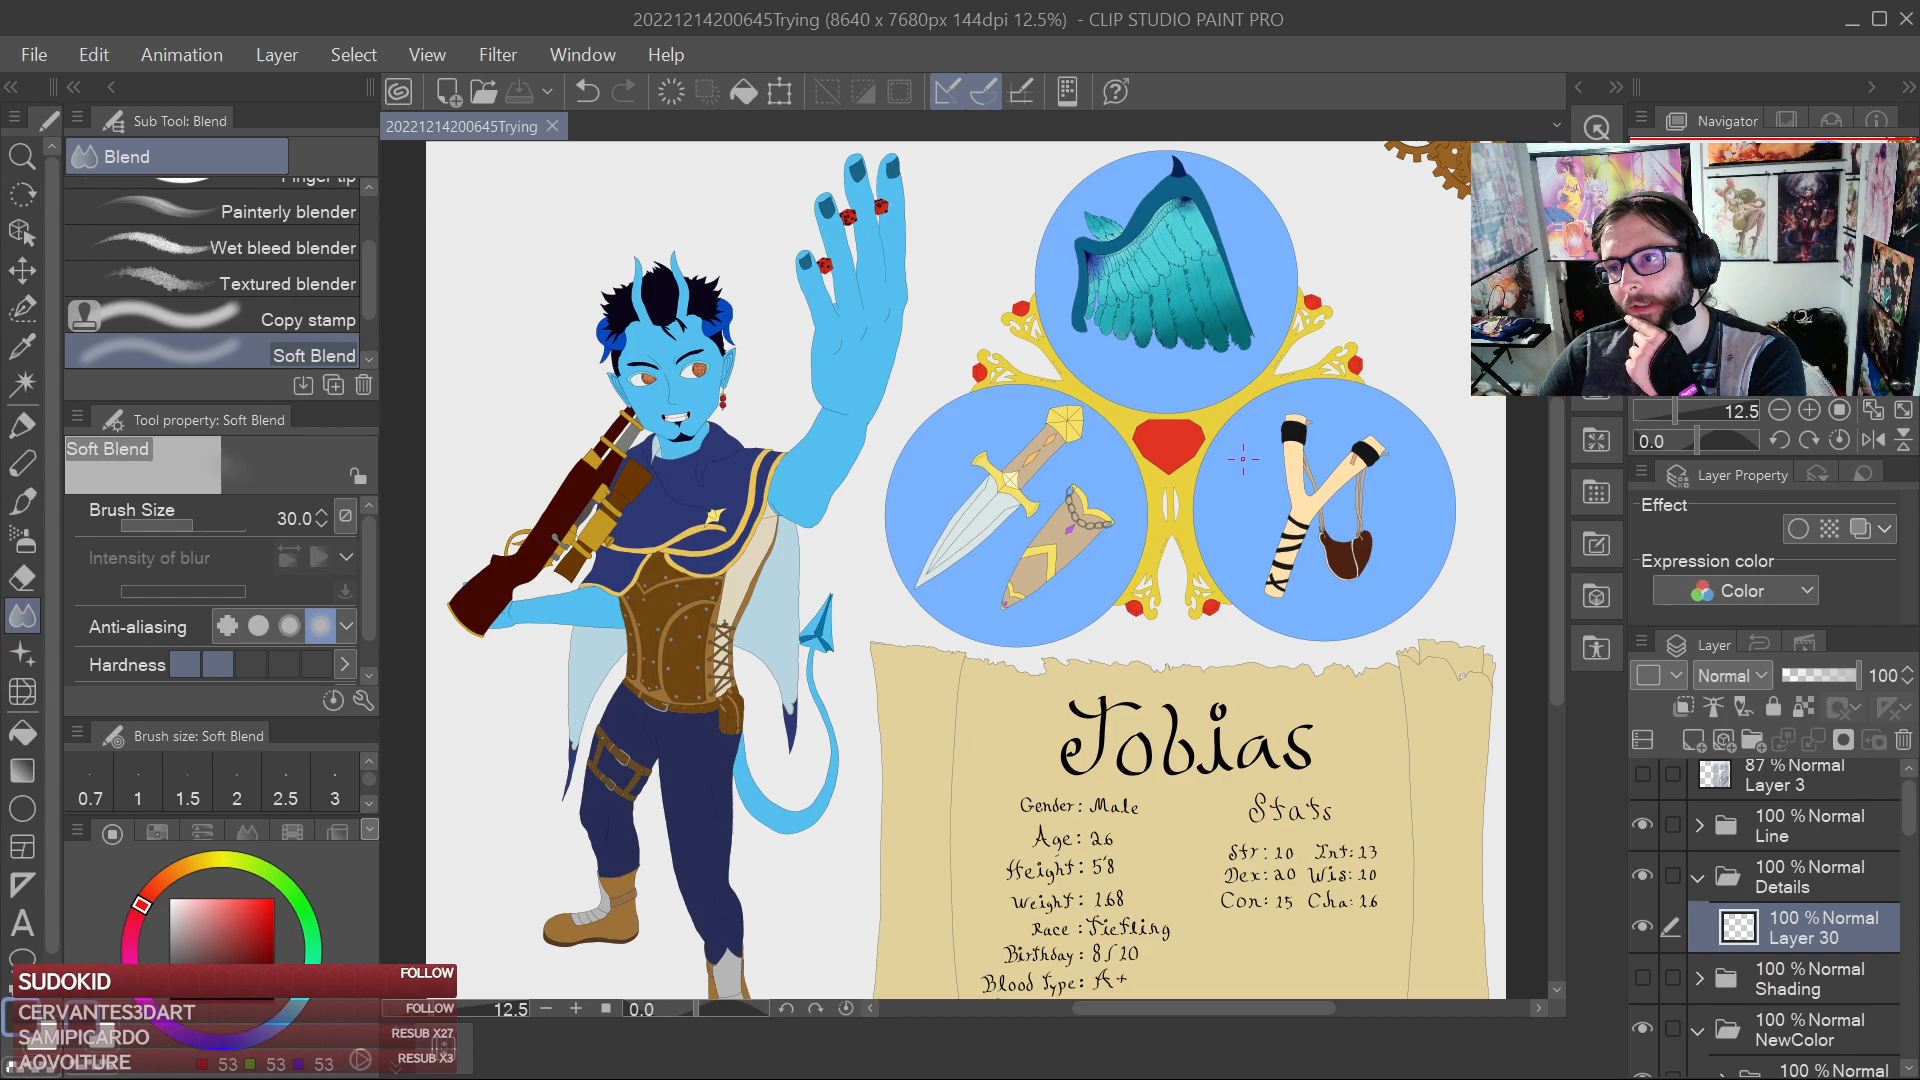 20221214200645Trying (8640 x 7680px 144dpi 12.5%) - CLIP STUDIO PAINT PRO
File Edit Animation Layer Select View Filter Window Help
Sub Tool: Blend
20221214200645Trying
Navigator
Blend
Finger tip
Painterly blender
Wet bleed blender
Textured blender
Copy stamp
Soft Blend
Tool property: Soft Blend
Soft Blend
Brush Size 30.0
Intensity of blur
Anti-aliasing
Hardness
Brush size: Soft Blend
0.7 1 1.5 2 2.5 3
Tobias
Gender: Male
Age: 26
Height: 5'8
Weight: 168
Race: Tiefling
Birthday: 8/10
Blood Type: A+
Stats
Str: 10 Int: 13
Dex: 20 Wis: 10
Con: 15 Cha: 16
12.5
0.0
Layer Property
Effect
Expression color
Color
Layer
Normal 100
87 % Normal
Layer 3
100 % Normal
Line
100 % Normal
Details
100 % Normal
Layer 30
100 % Normal
Shading
100 % Normal
NewColor
100 % Normal
SUDOKID FOLLOW
CERVANTES3DART FOLLOW
SAMIPICARDO RESUB X27
AOVOLTURE RESUB X3
53 53 53
12.5 0.0